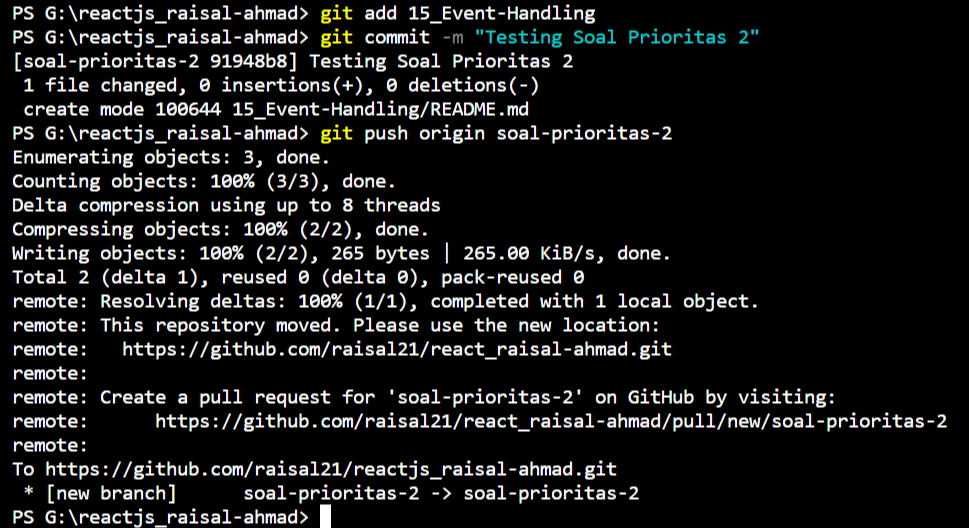 PS G:\reactjs_raisal-ahmad> git add 15_Event-Handling
PS G:\reactjs_raisal-ahmad> git commit -m "Testing Soal Prioritas 2"
[soal-prioritas-2 91948b8] Testing Soal Prioritas 2
 1 file changed, 0 insertions(+), 0 deletions(-)
 create mode 100644 15_Event-Handling/README.md
PS G:\reactjs_raisal-ahmad> git push origin soal-prioritas-2
Enumerating objects: 3, done.
Counting objects: 100% (3/3), done.
Delta compression using up to 8 threads
Compressing objects: 100% (2/2), done.
Writing objects: 100% (2/2), 265 bytes | 265.00 KiB/s, done.
Total 2 (delta 1), reused 0 (delta 0), pack-reused 0
remote: Resolving deltas: 100% (1/1), completed with 1 local object.
remote: This repository moved. Please use the new location:
remote:   https://github.com/raisal21/react_raisal-ahmad.git
remote:
remote: Create a pull request for 'soal-prioritas-2' on GitHub by visiting:
remote:      https://github.com/raisal21/react_raisal-ahmad/pull/new/soal-prioritas-2
remote:
To https://github.com/raisal21/reactjs_raisal-ahmad.git
 * [new branch]      soal-prioritas-2 -> soal-prioritas-2
PS G:\reactjs_raisal-ahmad>